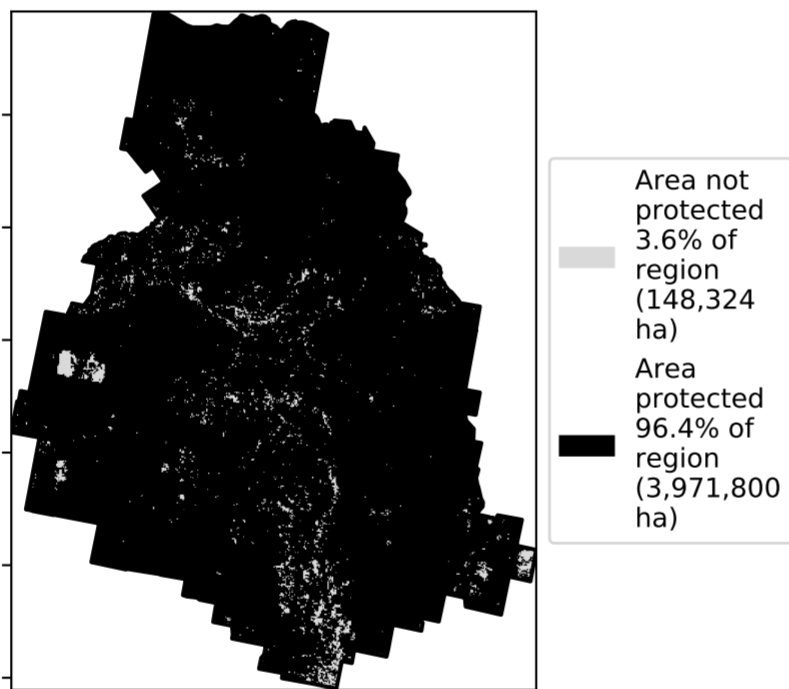 Area not
protected
3.6% of
region
(148,324
ha)
Area
protected
96.4% of
region
(3,971,800
ha)